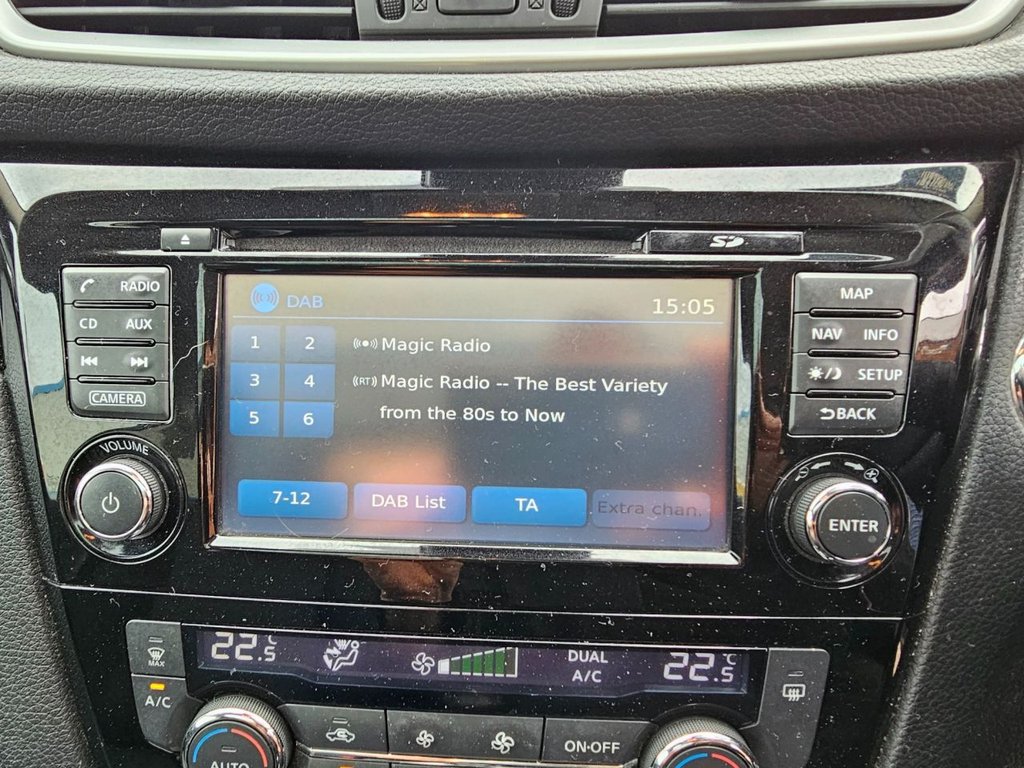 SD
RADIO
CD AUX
CAMERA
VOLUME
DAB 15:05
1 2
3 4
5 6
Magic Radio
(RT) Magic Radio -- The Best Variety
from the 80s to Now
7-12 DAB List TA Extra chan.
MAP
NAV INFO
SETUP
BACK
ENTER
MAX
A/C
22.5°C
DUAL
A/C
22.5°C
AUTO
ON·OFF